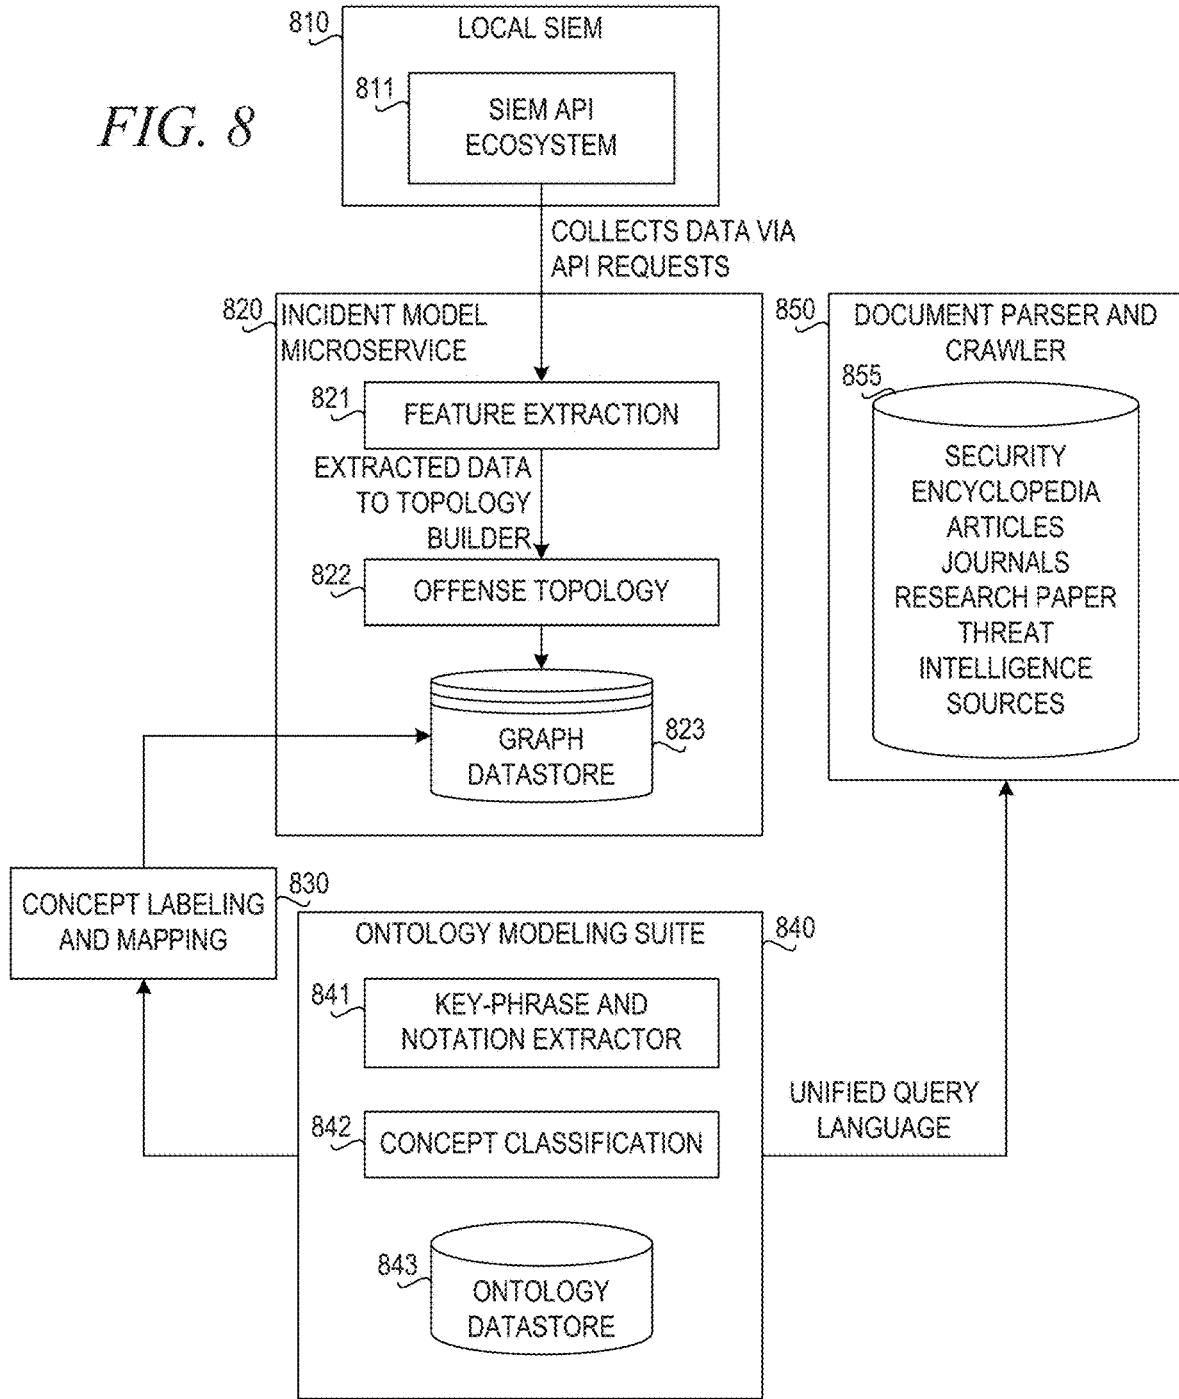 FIG. 8
810
LOCAL SIEM
811
SIEM API
ECOSYSTEM
COLLECTS DATA VIA
API REQUESTS
820
INCIDENT MODEL
MICROSERVICE
821
FEATURE EXTRACTION
EXTRACTED DATA
TO TOPOLOGY
BUILDER
822
OFFENSE TOPOLOGY
GRAPH
DATASTORE
823
850
DOCUMENT PARSER AND
CRAWLER
855
SECURITY
ENCYCLOPEDIA
ARTICLES
JOURNALS
RESEARCH PAPER
THREAT
INTELLIGENCE
SOURCES
CONCEPT LABELING
AND MAPPING
830
ONTOLOGY MODELING SUITE
840
841
KEY-PHRASE AND
NOTATION EXTRACTOR
842
CONCEPT CLASSIFICATION
843
ONTOLOGY
DATASTORE
UNIFIED QUERY
LANGUAGE